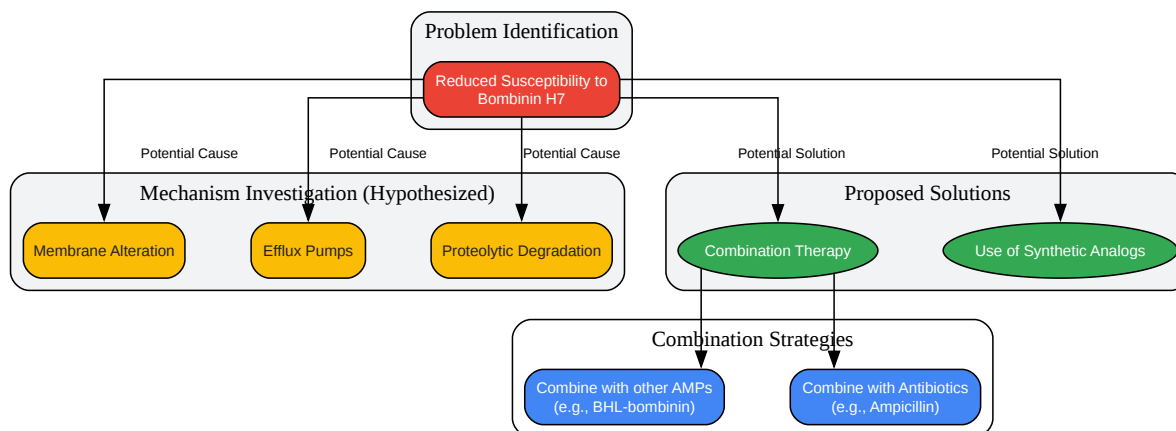 Problem Identification
Reduced Susceptibility to
Bombinin H7
Potential Cause
Potential Cause
Potential Cause
Potential Solution
Potential Solution
Mechanism Investigation (Hypothesized)
Proposed Solutions
Membrane Alteration
Efflux Pumps
Proteolytic Degradation
Combination Therapy
Use of Synthetic Analogs
Combination Strategies
Combine with other AMPs
(e.g., BHL-bombinin)
Combine with Antibiotics
(e.g., Ampicillin)